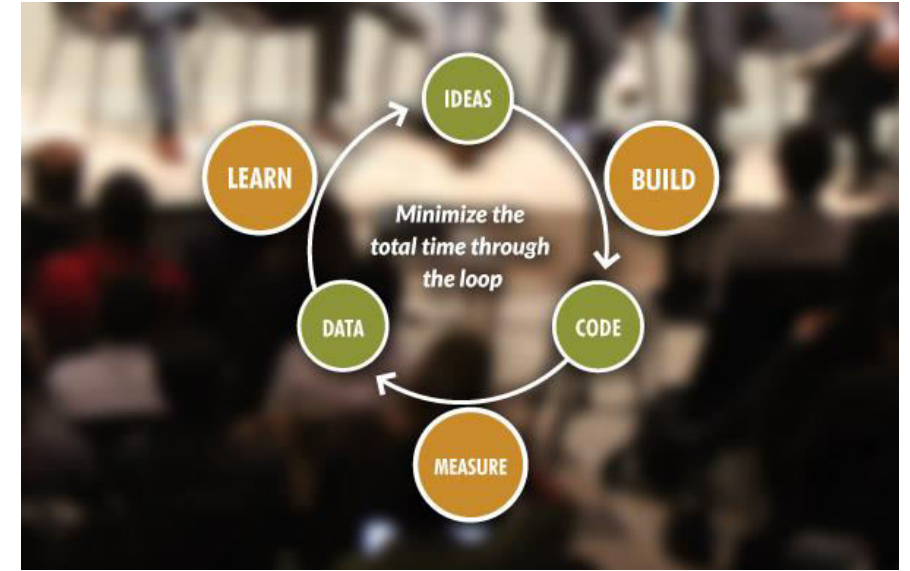 IDEAS
LEARN
BUILD
Minimize the
total time through
the loop
DATA
CODE
MEASURE